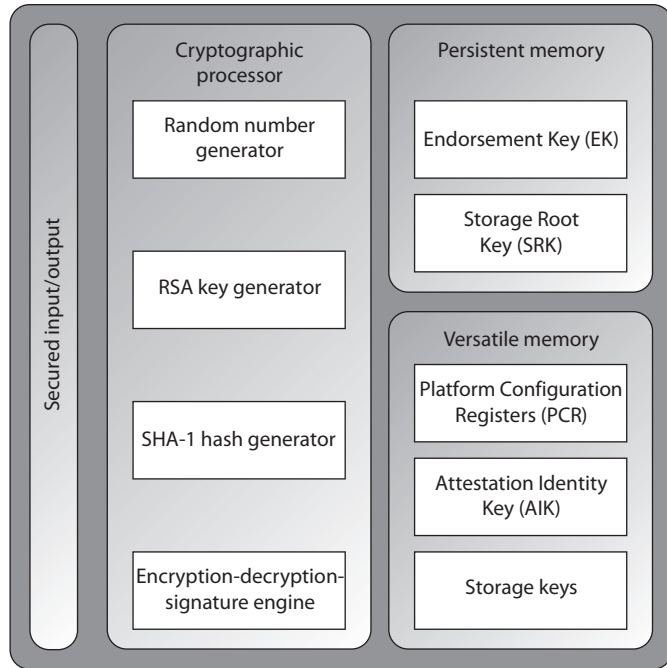 Secured input/output
Cryptographic
processor
Random number
generator
RSA key generator
SHA-1 hash generator
Encryption-decryption-
signature engine
Persistent memory
Endorsement Key (EK)
Storage Root
Key (SRK)
Versatile memory
Platform Configuration
Registers (PCR)
Attestation Identity
Key (AIK)
Storage keys